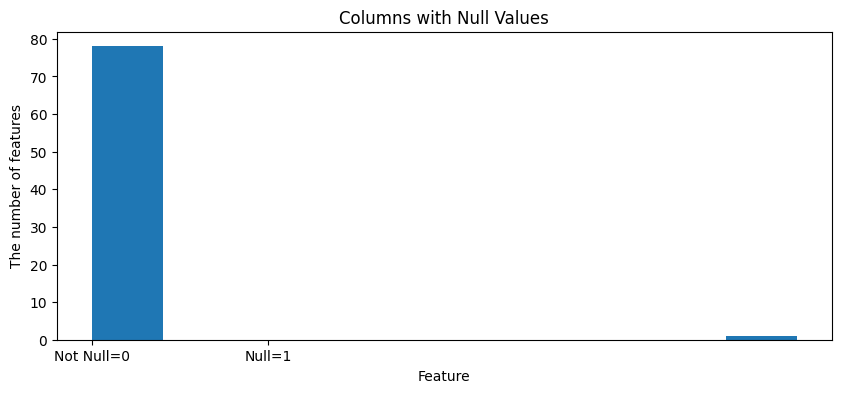 Columns with Null Values
The number of features
80
70
60
50
40
30
20
10
0
Not Null=0
Null=1
Feature